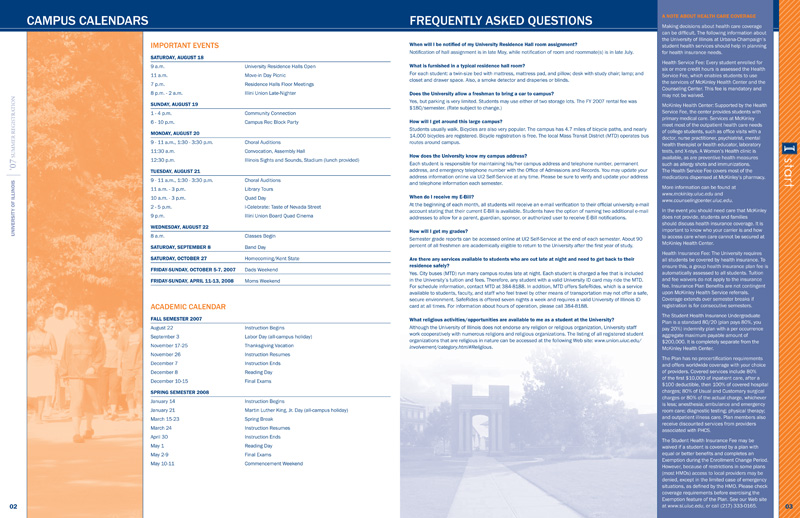 CAMPUS CALENDARS
UNIVERSITY OF ILLINOIS '07 SUMMER REGISTRATION
IMPORTANT EVENTS
SATURDAY, AUGUST 18
9 a.m. University Residence Halls Open
11 a.m. Move-in Day Picnic
7 p.m. Residence Halls Floor Meetings
8 p.m. - 2 a.m. Illini Union Late-Nighter
SUNDAY, AUGUST 19
1 - 4 p.m. Community Connection
6 - 10 p.m. Campus Rec Block Party
MONDAY, AUGUST 20
9 - 11 a.m., 1:30 - 3:30 p.m. Choral Auditions
11:30 a.m. Convocation, Assembly Hall
12:30 p.m. Illinois Sights and Sounds, Stadium (lunch provided)
TUESDAY, AUGUST 21
9 - 11 a.m., 1:30 - 3:30 p.m. Choral Auditions
11 a.m. - 3 p.m. Library Tours
10 a.m. - 3 p.m. Quad Day
2 - 5 p.m. i-Celebrate: Taste of Nevada Street
9 p.m. Illini Union Board Quad Cinema
WEDNESDAY, AUGUST 22
8 a.m. Classes Begin
SATURDAY, SEPTEMBER 8 Band Day
SATURDAY, OCTOBER 27 Homecoming/Kent State
FRIDAY-SUNDAY, OCTOBER 5-7, 2007 Dads Weekend
FRIDAY-SUNDAY, APRIL 11-13, 2008 Moms Weekend
ACADEMIC CALENDAR
FALL SEMESTER 2007
August 22 Instruction Begins
September 3 Labor Day (all-campus holiday)
November 17-25 Thanksgiving Vacation
November 26 Instruction Resumes
December 7 Instruction Ends
December 8 Reading Day
December 10-15 Final Exams
SPRING SEMESTER 2008
January 14 Instruction Begins
January 21 Martin Luther King, Jr. Day (all-campus holiday)
March 15-23 Spring Break
March 24 Instruction Resumes
April 30 Instruction Ends
May 1 Reading Day
May 2-9 Final Exams
May 10-11 Commencement Weekend
02
FREQUENTLY ASKED QUESTIONS
When will I be notified of my University Residence Hall room assignment?
Notification of hall assignment is in late May, while notification of room and roommate(s) is in late July.
What is furnished in a typical residence hall room?
For each student: a twin-size bed with mattress, mattress pad, and pillow; desk with study chair; lamp; and
closet and drawer space. Also, a smoke detector and draperies or blinds.
Does the University allow a freshman to bring a car to campus?
Yes, but parking is very limited. Students may use either of two storage lots. The FY 2007 rental fee was
$180/semester. (Rate subject to change.)
How will I get around this large campus?
Students usually walk. Bicycles are also very popular. The campus has 4.7 miles of bicycle paths, and nearly
14,000 bicycles are registered. Bicycle registration is free. The local Mass Transit District (MTD) operates bus
routes around campus.
How does the University know my campus address?
Each student is responsible for maintaining his/her campus address and telephone number, permanent
address, and emergency telephone number with the Office of Admissions and Records. You may update your
address information online via UI2 Self-Service at any time. Please be sure to verify and update your address
and telephone information each semester.
When do I receive my E-Bill?
At the beginning of each month, all students will receive an e-mail verification to their official university e-mail
account stating that their current E-Bill is available. Students have the option of naming two additional e-mail
addresses to allow for a parent, guardian, sponsor, or authorized user to receive E-Bill notifications.
How will I get my grades?
Semester grade reports can be accessed online at UI2 Self-Service at the end of each semester. About 90
percent of all freshmen are academically eligible to return to the University after the first year of study.
Are there any services available to students who are out late at night and need to get back to their
residence safely?
Yes. City buses (MTD) run many campus routes late at night. Each student is charged a fee that is included
in the University's tuition and fees. Therefore, any student with a valid University ID card may ride the MTD.
For schedule information, contact MTD at 384-8188. In addition, MTD offers SafeRides, which is a service
available to students, faculty, and staff who feel travel by other means of transportation may not offer a safe,
secure environment. SafeRides is offered seven nights a week and requires a valid University of Illinois ID
card at all times. For information about hours of operation, please call 384-8188.
What religious activities/opportunities are available to me as a student at the University?
Although the University of Illinois does not endorse any religion or religious organization, University staff
work cooperatively with numerous religions and religious organizations. The listing of all registered student
organizations that are religious in nature can be accessed at the following Web site: www.union.uiuc.edu/
involvement/category.html#Religious.
A NOTE ABOUT HEALTH CARE COVERAGE
Making decisions about health care coverage
can be difficult. The following information about
the University of Illinois at Urbana-Champaign's
student health services should help in planning
for health insurance needs.
Health Service Fee: Every student enrolled for
six or more credit hours is assessed the Health
Service Fee, which enables students to use
the services of McKinley Health Center and the
Counseling Center. This fee is mandatory and
may not be waived.
McKinley Health Center: Supported by the Health
Service Fee, the center provides students with
primary medical care. Services at McKinley
meet most of the outpatient health care needs
of college students, such as office visits with a
doctor, nurse practitioner, psychiatrist, mental
health therapist or health educator, laboratory
tests, and X-rays. A Women's Health clinic is
available, as are preventive health measures
such as allergy shots and immunizations.
The Health Service Fee covers most of the
medications dispensed at McKinley's pharmacy.
More information can be found at
www.mckinley.uiuc.edu and
www.counselingcenter.uiuc.edu.
In the event you should need care that McKinley
does not provide, students and families
should discuss health insurance coverage. It is
important to know who your carrier is and how
to access care when care cannot be secured at
McKinley Health Center.
Health Insurance Fee: The University requires
all students be covered by health insurance. To
ensure this, a group health insurance plan fee is
automatically assessed to all students. Tuition
and fee waivers do not apply to the insurance
fee. Insurance Plan Benefits are not contingent
upon McKinley Health Service referrals.
Coverage extends over semester breaks if
registration is for consecutive semesters.
The Student Health Insurance Undergraduate
Plan is a standard 80/20 (plan pays 80%, you
pay 20%) indemnity plan with a per occurrence
aggregate maximum payable amount of
$200,000. It is completely separate from the
McKinley Health Center.
The Plan has no precertification requirements
and offers worldwide coverage with your choice
of providers. Covered services include 80%
of the first $10,000 of inpatient care, after a
$100 deductible, then 100% of covered hospital
charges; 80% of Usual and Customary surgical
charges or 80% of the actual charge, whichever
is less; anesthesia; ambulance and emergency
room care; diagnostic testing; physical therapy;
and outpatient illness care. Plan members also
receive discounted services from providers
associated with PHCS.
The Student Health Insurance Fee may be
waived if a student is covered by a plan with
equal or better benefits and completes an
Exemption during the Enrollment Change Period.
However, because of restrictions in some plans
(most HMOs) access to local providers may be
denied, except in the limited case of emergency
situations, as defined by the HMO. Please check
coverage requirements before exercising the
Exemption feature of the Plan. See our Web site
at www.si.uiuc.edu, or call (217) 333-0165.
I start
03